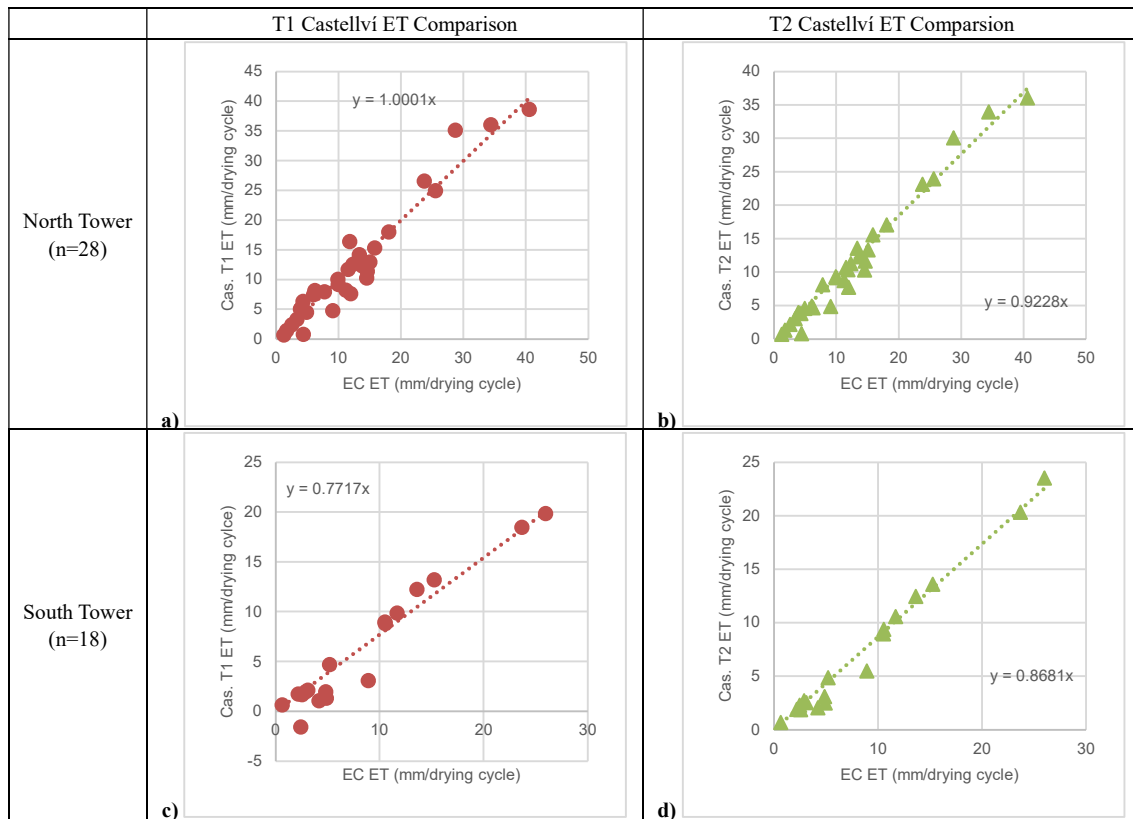 T1 Castellví ET Comparison
T2 Castellví ET Comparsion
North Tower
(n=28)
45
40
35
30
25
20
15
10
5
0
0
10
20
30
40
50
Cas. T1 ET (mm/drying cycle)
EC ET (mm/drying cycle)
y = 1.0001x
a)
40
35
30
25
20
15
10
5
0
0
10
20
30
40
50
Cas. T2 ET (mm/drying cycle)
EC ET (mm/drying cycle)
y = 0.9228x
b)
South Tower
(n=18)
25
20
15
10
5
0
-5
0
10
20
30
Cas. T1 ET (mm/drying cylce)
EC ET (mm/drying cycle)
y = 0.7717x
c)
25
20
15
10
5
0
0
10
20
30
Cas. T2 ET (mm/drying cycle)
EC ET (mm/drying cycle)
y = 0.8681x
d)